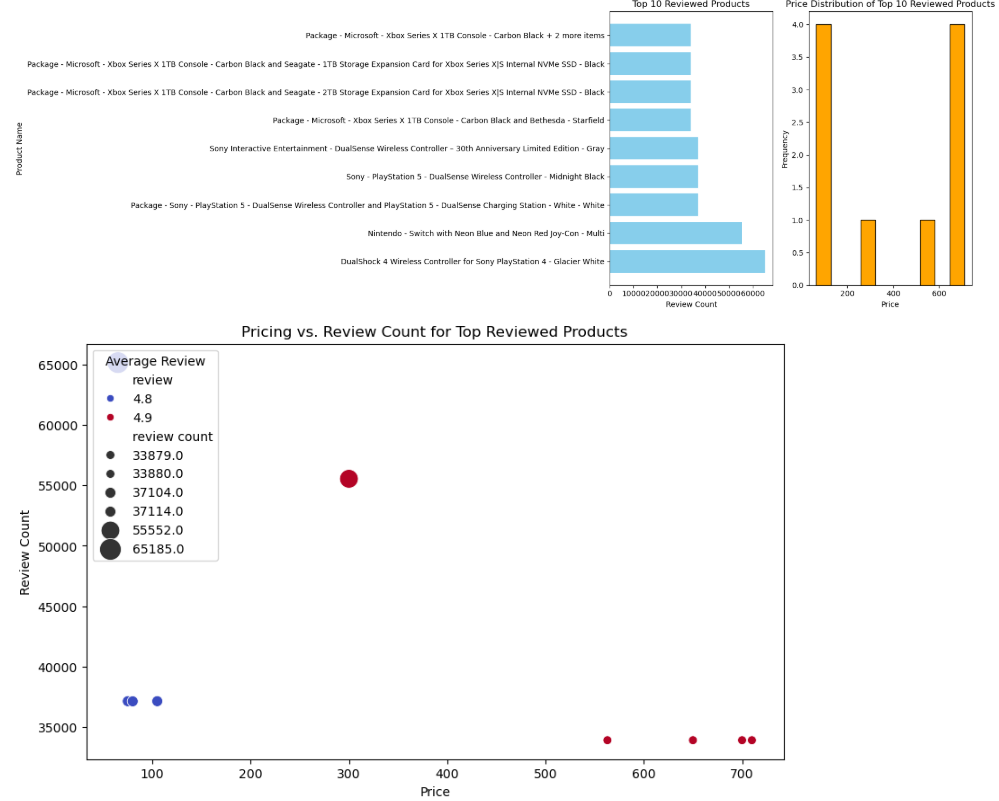 Top 10 Reviewed Products
Product Name
Package - Microsoft - Xbox Series X 1TB Console - Carbon Black + 2 more items
Package - Microsoft - Xbox Series X 1TB Console - Carbon Black and Seagate - 1TB Storage Expansion Card for Xbox Series X|S Internal NVMe SSD - Black
Package - Microsoft - Xbox Series X 1TB Console - Carbon Black and Seagate - 2TB Storage Expansion Card for Xbox Series X|S Internal NVMe SSD - Black
Package - Microsoft - Xbox Series X 1TB Console - Carbon Black and Bethesda - Starfield
Sony Interactive Entertainment - DualSense Wireless Controller – 30th Anniversary Limited Edition - Gray
Sony - PlayStation 5 - DualSense Wireless Controller - Midnight Black
Package - Sony - PlayStation 5 - DualSense Wireless Controller and PlayStation 5 - DualSense Charging Station - White - White
Nintendo - Switch with Neon Blue and Neon Red Joy-Con - Multi
DualShock 4 Wireless Controller for Sony PlayStation 4 - Glacier White
0 10000 20000 30000 40000 50000 60000
Review Count
Price Distribution of Top 10 Reviewed Products
Frequency
4.0
3.5
3.0
2.5
2.0
1.5
1.0
0.5
0.0
200 400 600
Price
Pricing vs. Review Count for Top Reviewed Products
Review Count
65000
60000
55000
50000
45000
40000
35000
Average Review
review
4.8
4.9
review count
33879.0
33880.0
37104.0
37114.0
55552.0
65185.0
100 200 300 400 500 600 700
Price